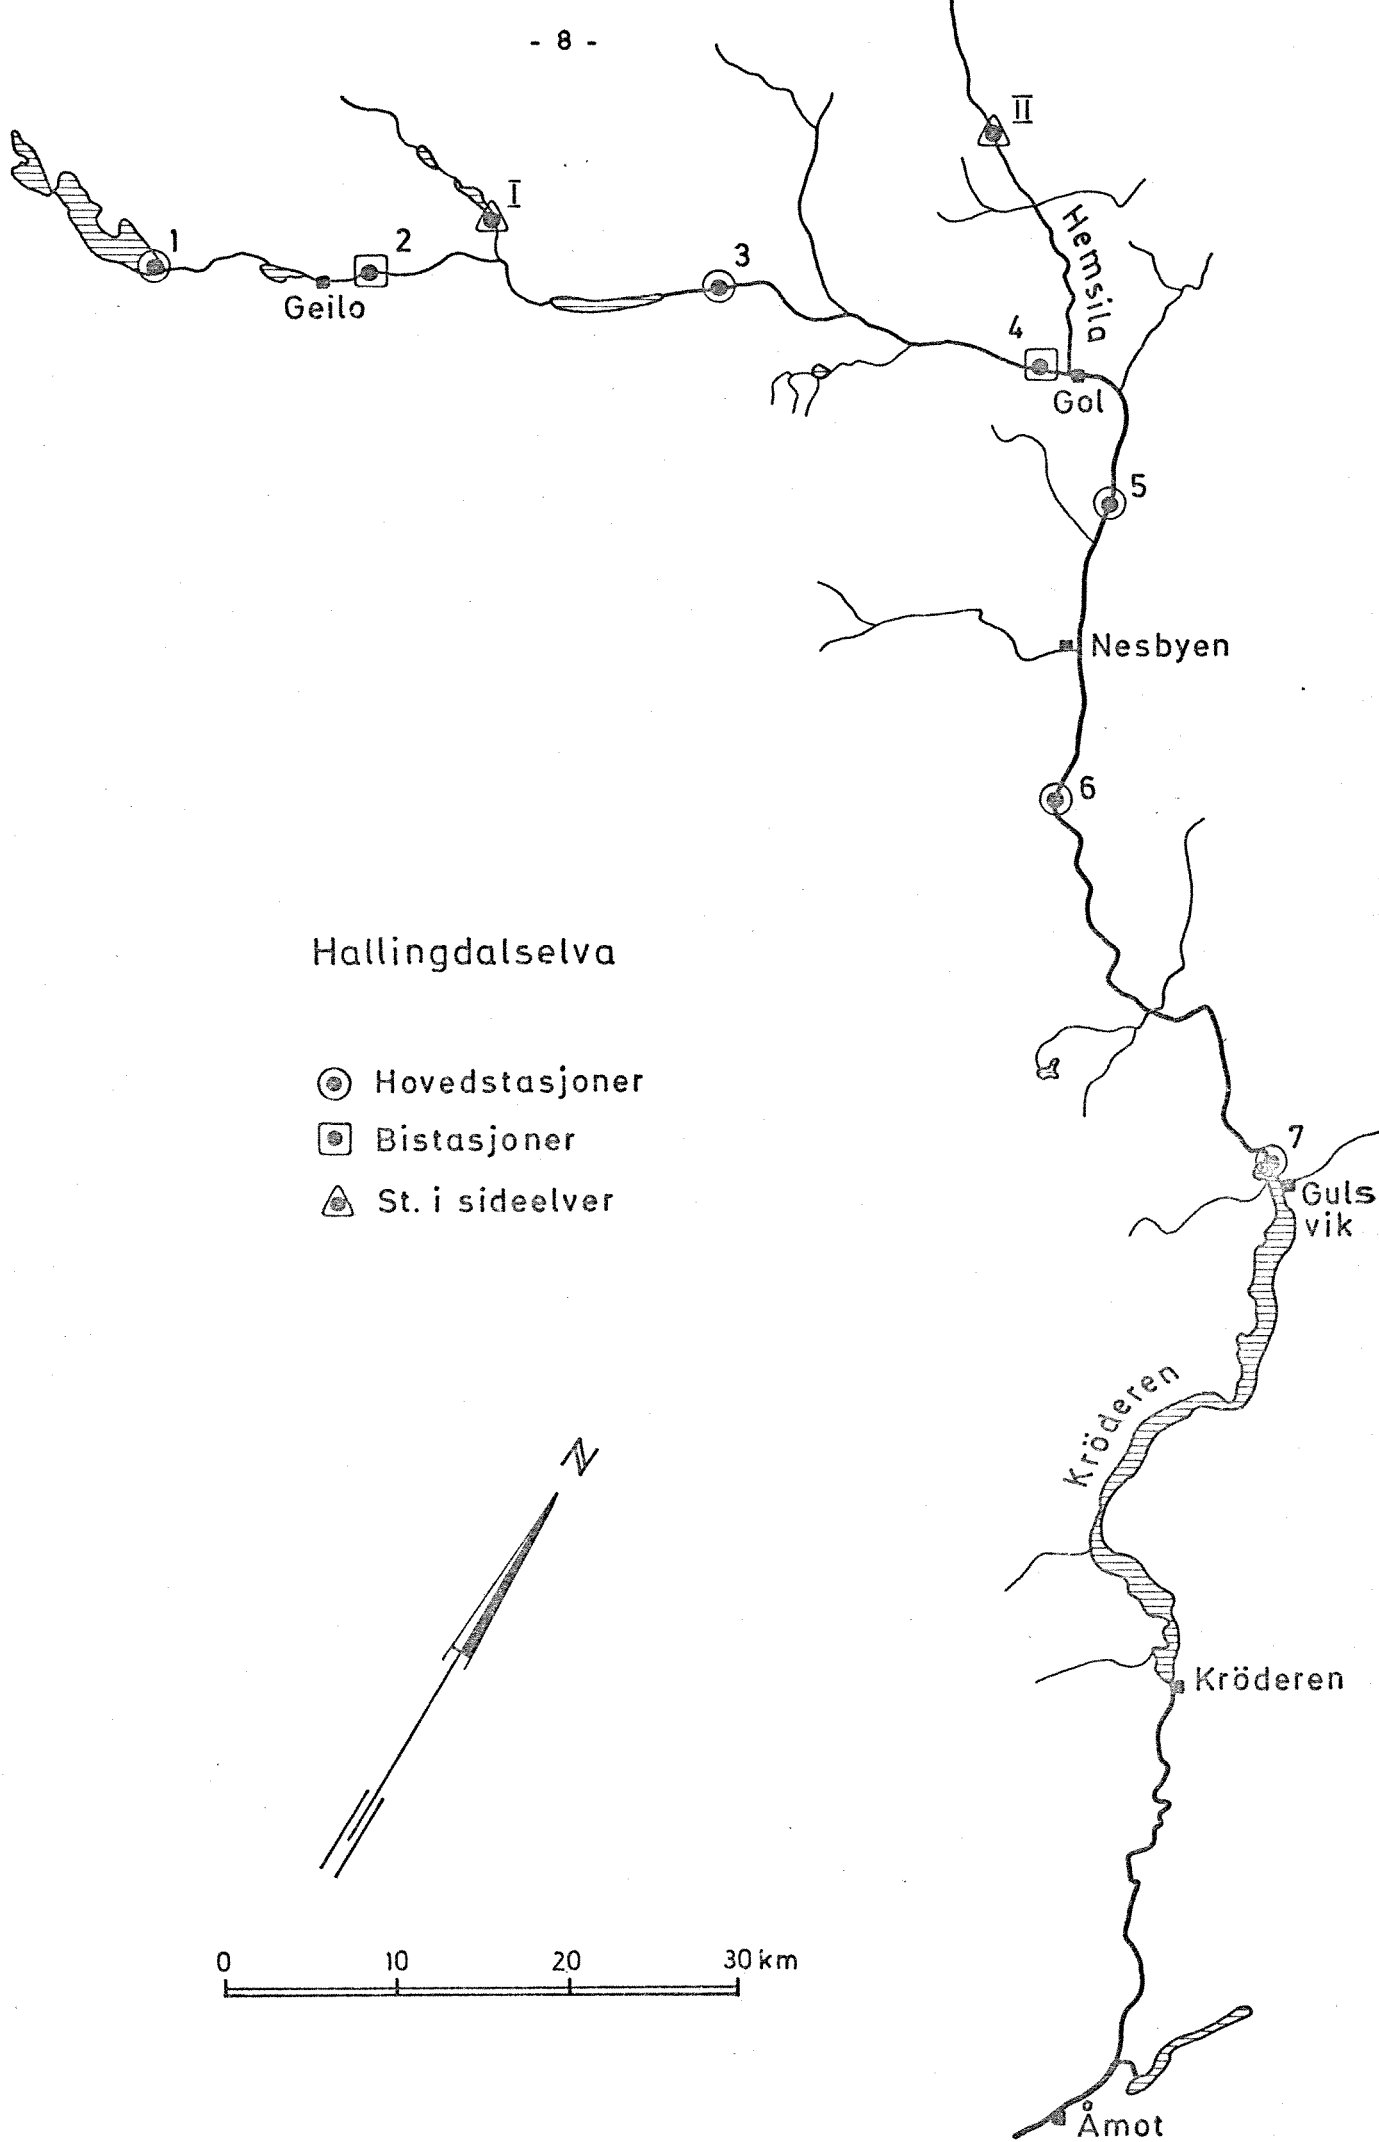 - 8 -
II
I
1
2
3
Geilo
Hemsila
4
Gol
5
Nesbyen
6
Hallingdalselva
Hovedstasjoner
Bistasjoner
St. i sideelver
7
Guls
vik
Kröderen
N
Kröderen
0 10 20 30 km
Åmot